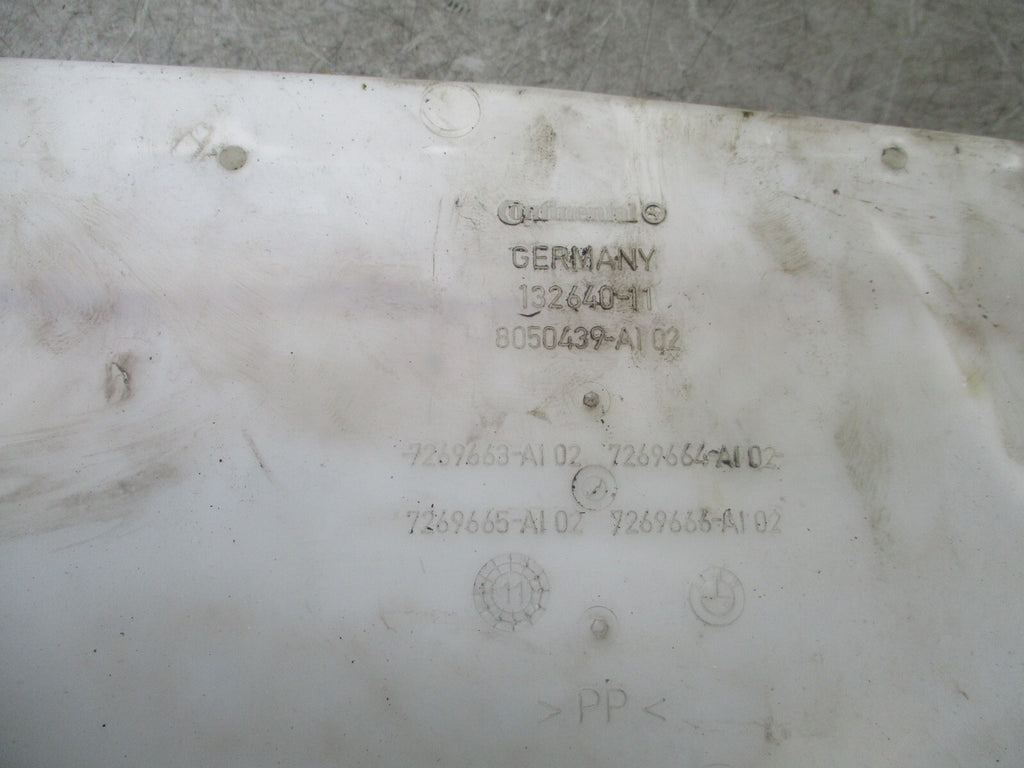 Continental
GERMANY
132640-11
8050439-AI 02
7269663-AI 02 7269664-AI 02
7269665-AI 02 7269666-AI 02
11
> PP <